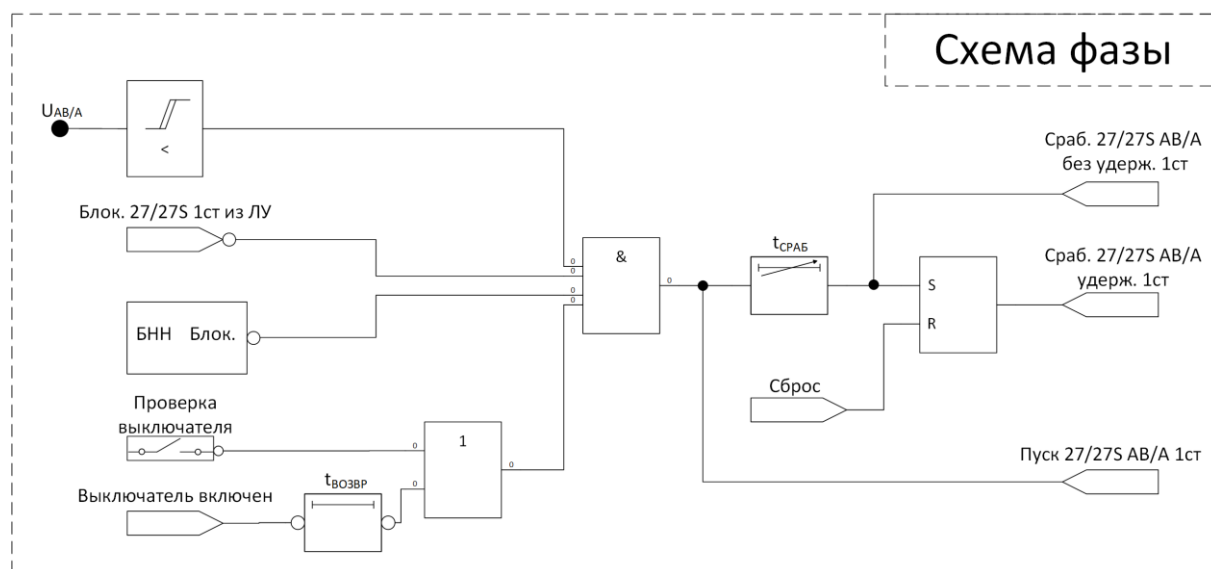 Схема фазы
UAB/A
<
Сраб. 27/27S AB/A
без удерж. 1ст
Блок. 27/27S 1ст из ЛУ
&
0
0
0
0
0
tСРАБ
Сраб. 27/27S AB/A
удерж. 1ст
S
R
БНН Блок.
Сброс
Проверка
выключателя
1
0
0
0
Пуск 27/27S AB/A 1ст
Выключатель включен
tВОЗВР